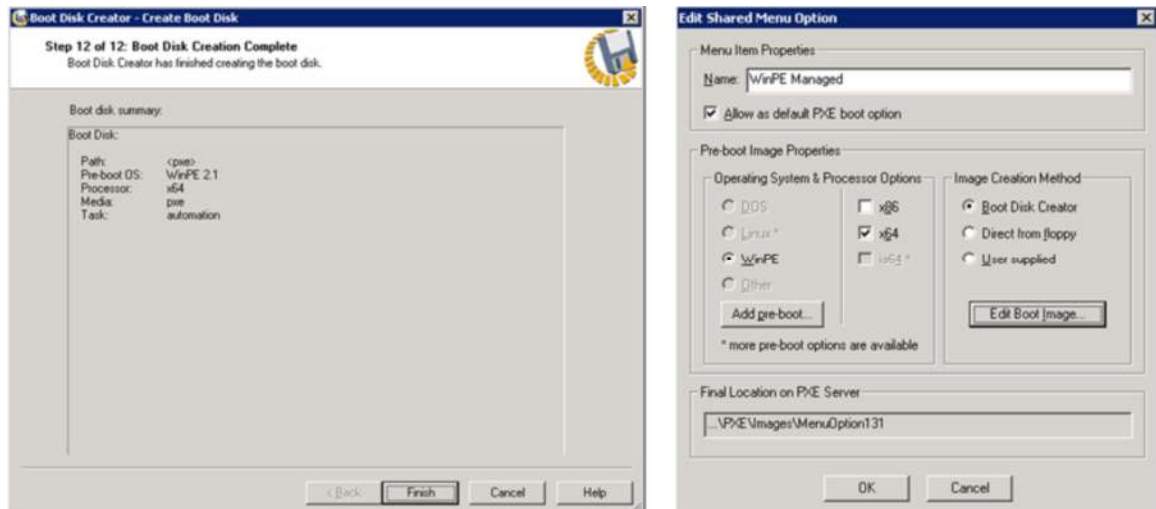 Boot Disk Creator - Create Boot Disk
Step 12 of 12: Boot Disk Creation Complete
Boot Disk Creator has finished creating the boot disk.
Boot disk summary:
Boot Disk:
Path: <pxe>
Pre-boot OS: WinPE 2.1
Processor: x64
Media: pxe
Task: automation
< Back Finish Cancel Help
Edit Shared Menu Option
Menu Item Properties
Name: WinPE Managed
Allow as default PXE boot option
Pre-boot Image Properties
Operating System & Processor Options
DOS x86
Linux * x64
WinPE ia64 *
Other
Add pre-boot...
* more pre-boot options are available
Image Creation Method
Boot Disk Creator
Direct from floppy
User supplied
Edit Boot Image...
Final Location on PXE Server
...\PXE\Images\MenuOption131
OK Cancel